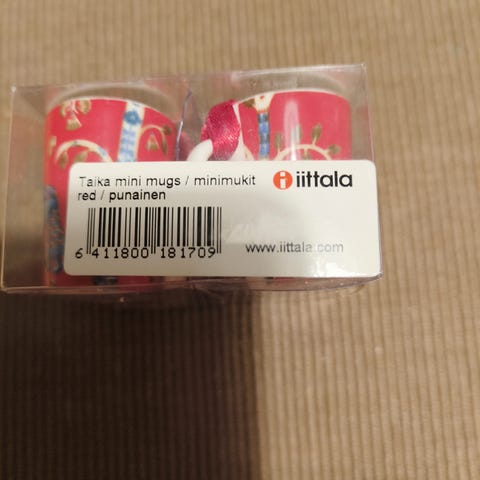 Taika mini mugs / minimukit
red / punainen
iittala
6 411800 181709
www.iittala.com